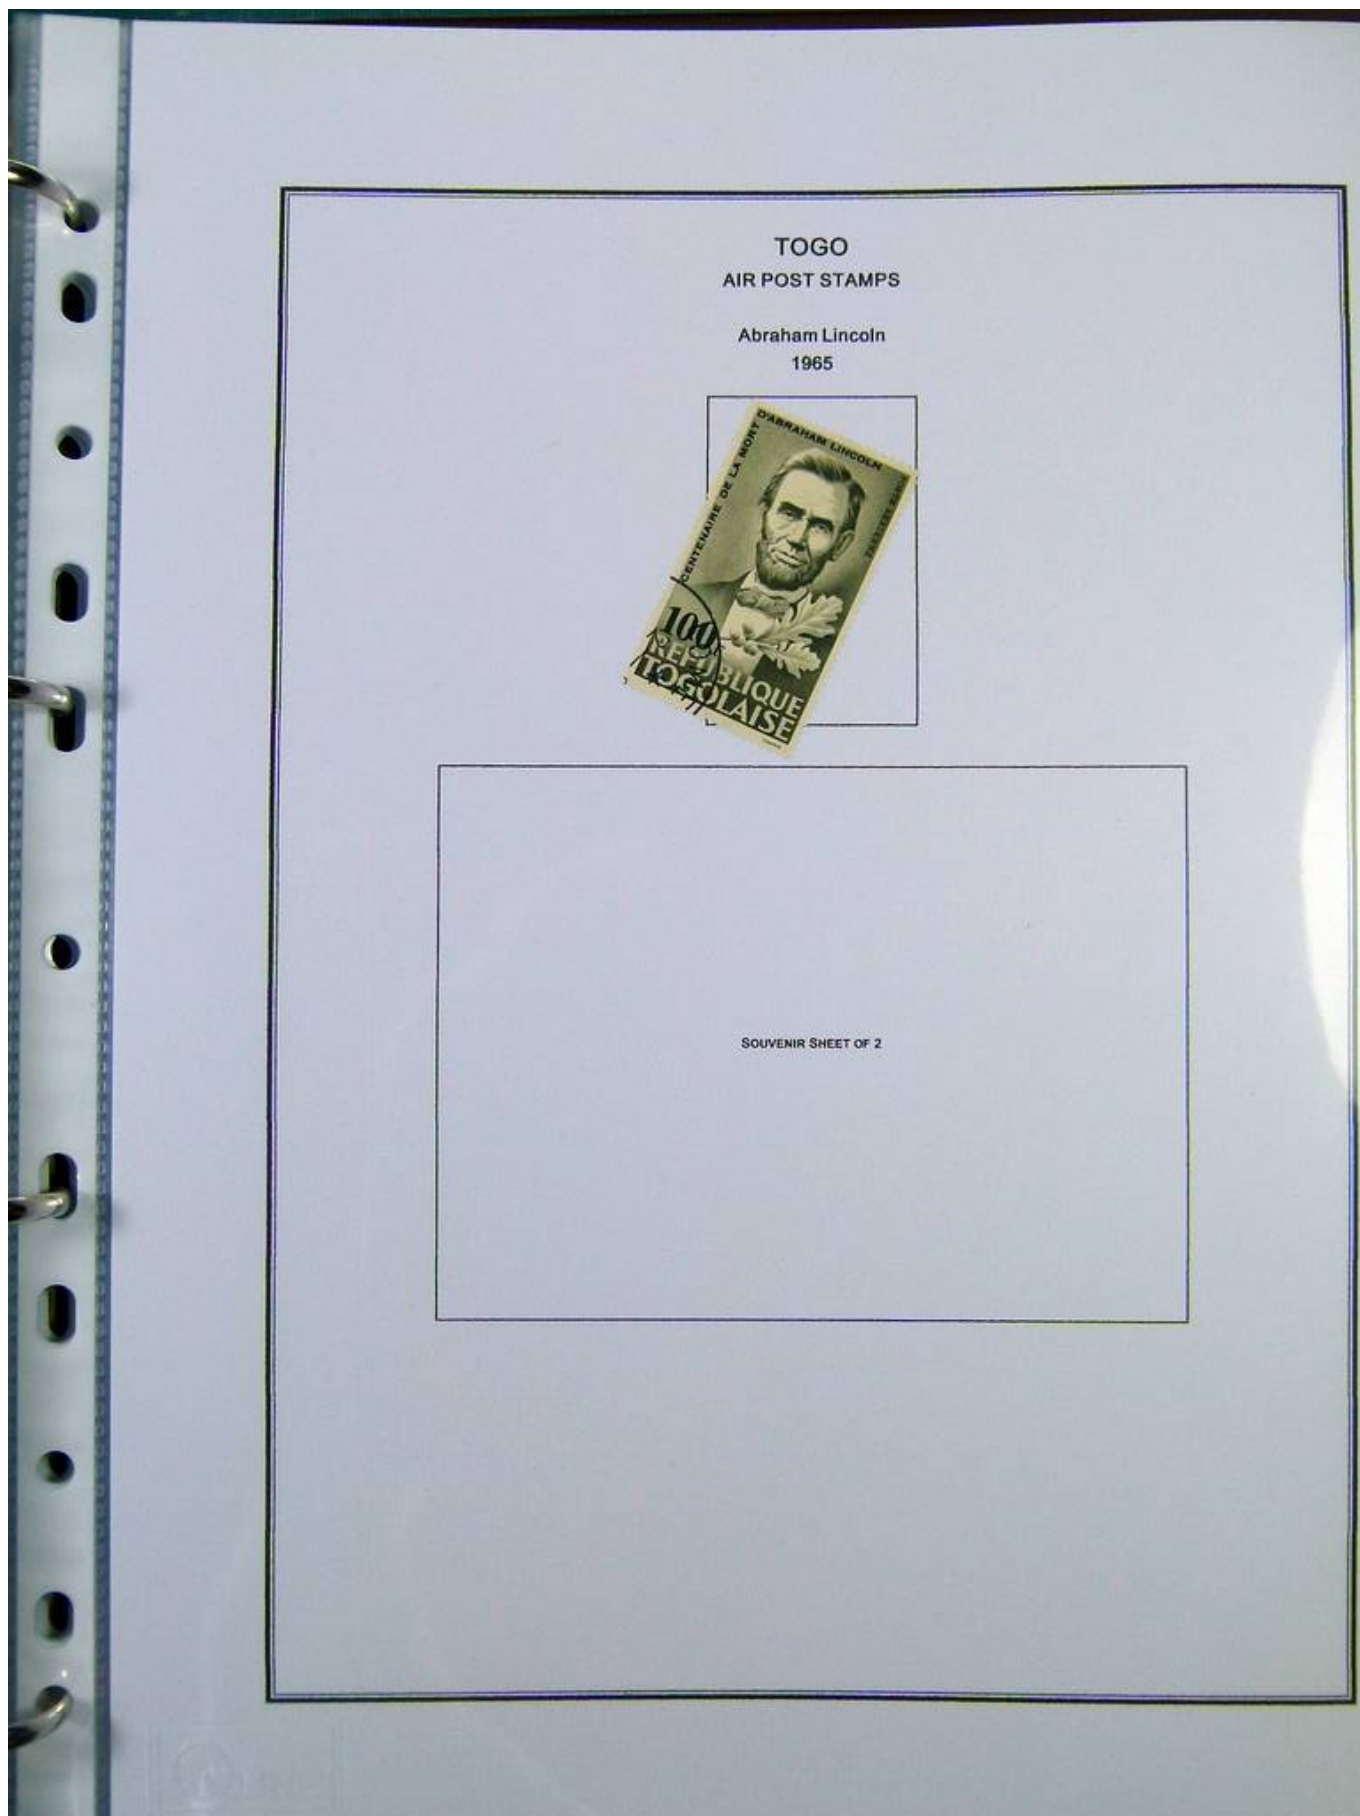 TOGO
AIR POST STAMPS
Abraham Lincoln
1965
CENTENAIRE DE LA MORT
D'ABRAHAM LINCOLN
100F
REPUBLIQUE
TOGOLAISE
SOUVENIR SHEET OF 2